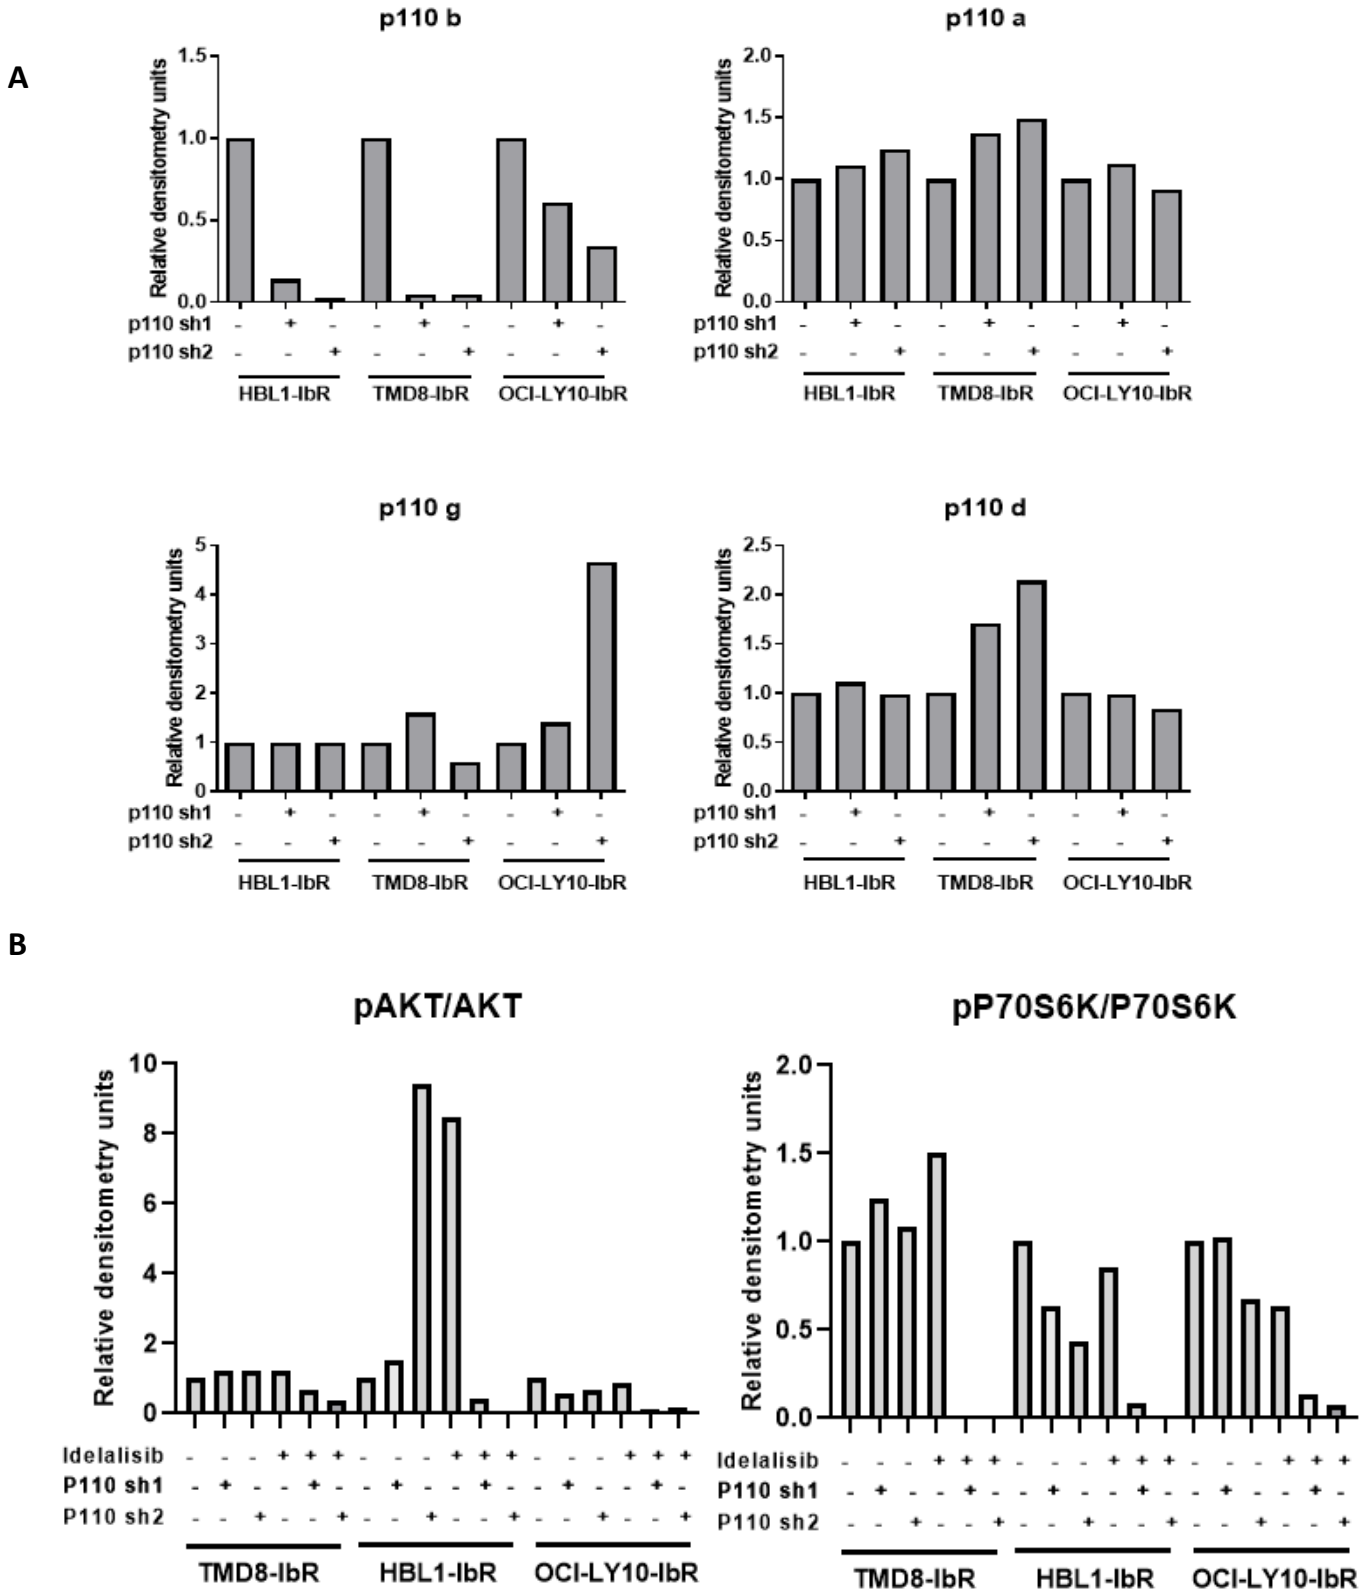 A
p110 b
Relative densitometry units
1.5
1.0
0.5
0.0
p110 sh1 - + - - + - - + -
p110 sh2 - - + - - + - - +
HBL1-IbR TMD8-IbR OCI-LY10-IbR
p110 a
Relative densitometry units
2.0
1.5
1.0
0.5
0.0
p110 sh1 - + - - + - - + -
p110 sh2 - - + - - + - - +
HBL1-IbR TMD8-IbR OCI-LY10-IbR
p110 g
Relative densitometry units
5
4
3
2
1
0
p110 sh1 - + - - + - - + -
p110 sh2 - - + - - + - - +
HBL1-IbR TMD8-IbR OCI-LY10-IbR
p110 d
Relative densitometry units
2.5
2.0
1.5
1.0
0.5
0.0
p110 sh1 - + - - + - - + -
p110 sh2 - - + - - + - - +
HBL1-IbR TMD8-IbR OCI-LY10-IbR
B
pAKT/AKT
Relative densitometry units
10
8
6
4
2
0
Idelalisib - - - + + + - - - + + + - - - + + +
P110 sh1 - + - - + - - + - - + - - + - - + -
P110 sh2 - - + - - + - - + - - + - - + - - +
TMD8-IbR HBL1-IbR OCI-LY10-IbR
pP70S6K/P70S6K
Relative densitometry units
2.0
1.5
1.0
0.5
0.0
Idelalisib - - - + + + - - - + + + - - - + + +
P110 sh1 - + - - + - - + - - + - - + - - + -
P110 sh2 - - + - - + - - + - - + - - + - - +
TMD8-IbR HBL1-IbR OCI-LY10-IbR